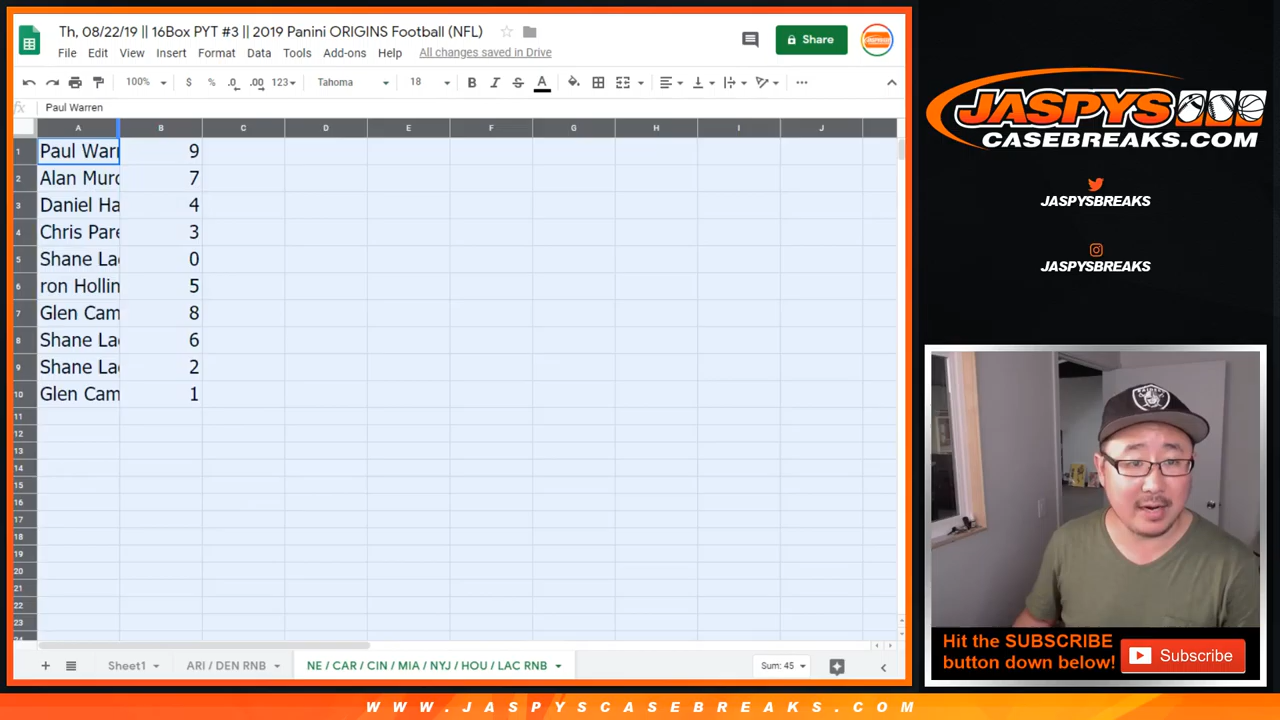 Th, 08/22/19 || 16Box PYT #3 || 2019 Panini ORIGINS Football (NFL)
File Edit View Insert Format Data Tools Add-ons Help All changes saved in Drive
Share
100% $ % .0 .00 123 Tahoma 18 B I S A
fx Paul Warren
A B C D E F G H I J
1 Paul Warr 9
2 Alan Murd 7
3 Daniel Ha 4
4 Chris Pare 3
5 Shane La 0
6 ron Hollin 5
7 Glen Cam 8
8 Shane La 6
9 Shane La 2
10 Glen Cam 1
11
12
13
14
15
16
17
18
19
20
21
22
23
Sheet1 ARI / DEN RNB NE / CAR / CIN / MIA / NYJ / HOU / LAC RNB Sum: 45
JASPYS
CASEBREAKS.COM
JASPYSBREAKS
JASPYSBREAKS
RAIDERS
Hit the SUBSCRIBE
button down below!
Subscribe
WWW.JASPYSCASEBREAKS.COM